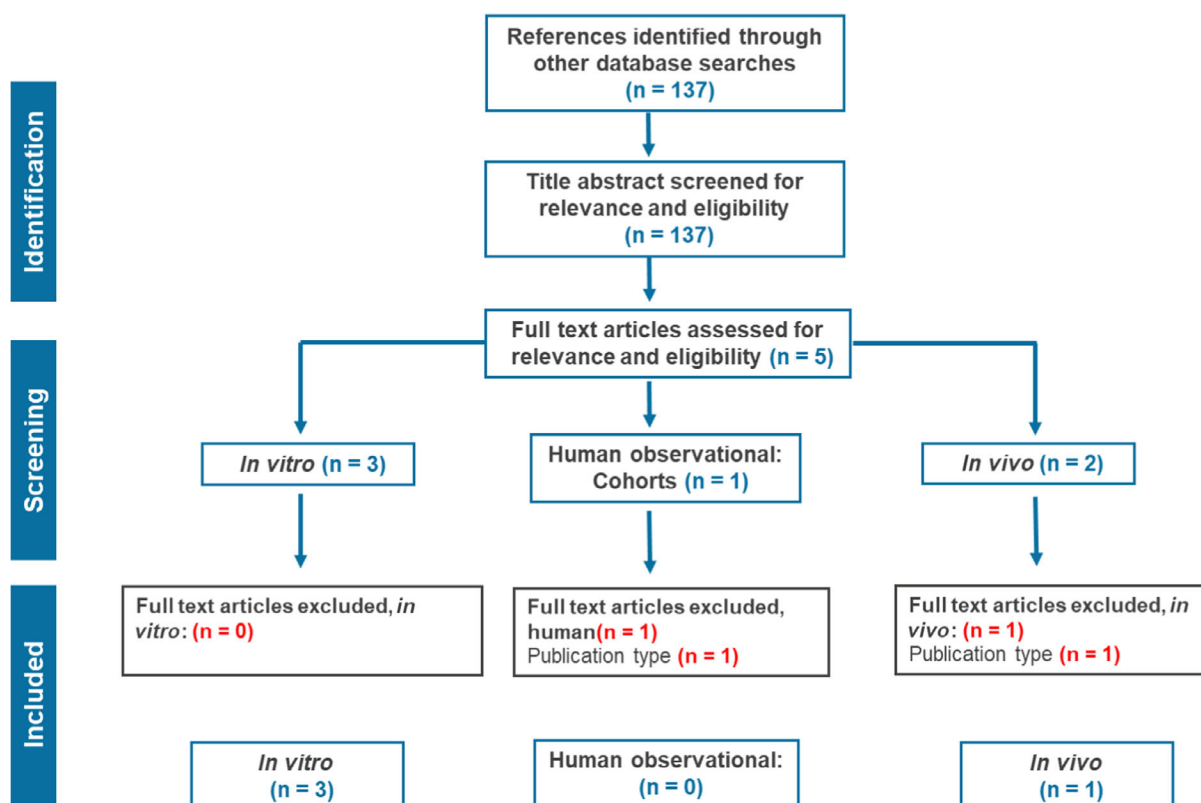 Identification
References identified through
other database searches
(n = 137)
Title abstract screened for
relevance and eligibility
(n = 137)
Screening
Full text articles assessed for
relevance and eligibility (n = 5)
In vitro (n = 3)
Human observational:
Cohorts (n = 1)
In vivo (n = 2)
Included
Full text articles excluded, in
vitro: (n = 0)
Full text articles excluded,
human(n = 1)
Publication type (n = 1)
Full text articles excluded, in
vivo: (n = 1)
Publication type (n = 1)
In vitro
(n = 3)
Human observational:
(n = 0)
In vivo
(n = 1)